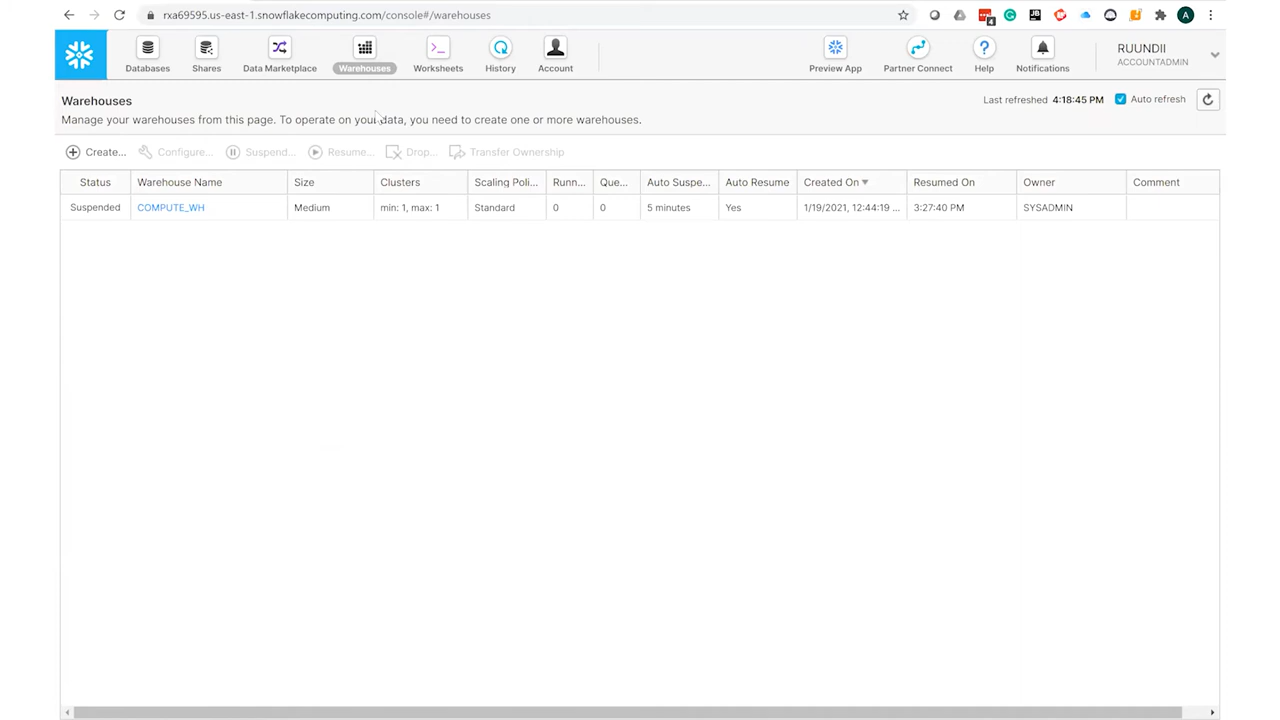 rxa69595.us-east-1.snowflakecomputing.com/console#/warehouses
4
JB
A
Databases Shares Data Marketplace Warehouses Worksheets History Account Preview App Partner Connect Help Notifications
RUUNDII
ACCOUNTADMIN
Warehouses
Last refreshed 4:18:45 PM Auto refresh
Manage your warehouses from this page. To operate on your data, you need to create one or more warehouses.
Create... Configure... Suspend... Resume... Drop... Transfer Ownership
Status Warehouse Name Size Clusters Scaling Poli... Runn... Que... Auto Suspe... Auto Resume Created On Resumed On Owner Comment
Suspended COMPUTE_WH Medium min: 1, max: 1 Standard 0 0 5 minutes Yes 1/19/2021, 12:44:19 ... 3:27:40 PM SYSADMIN